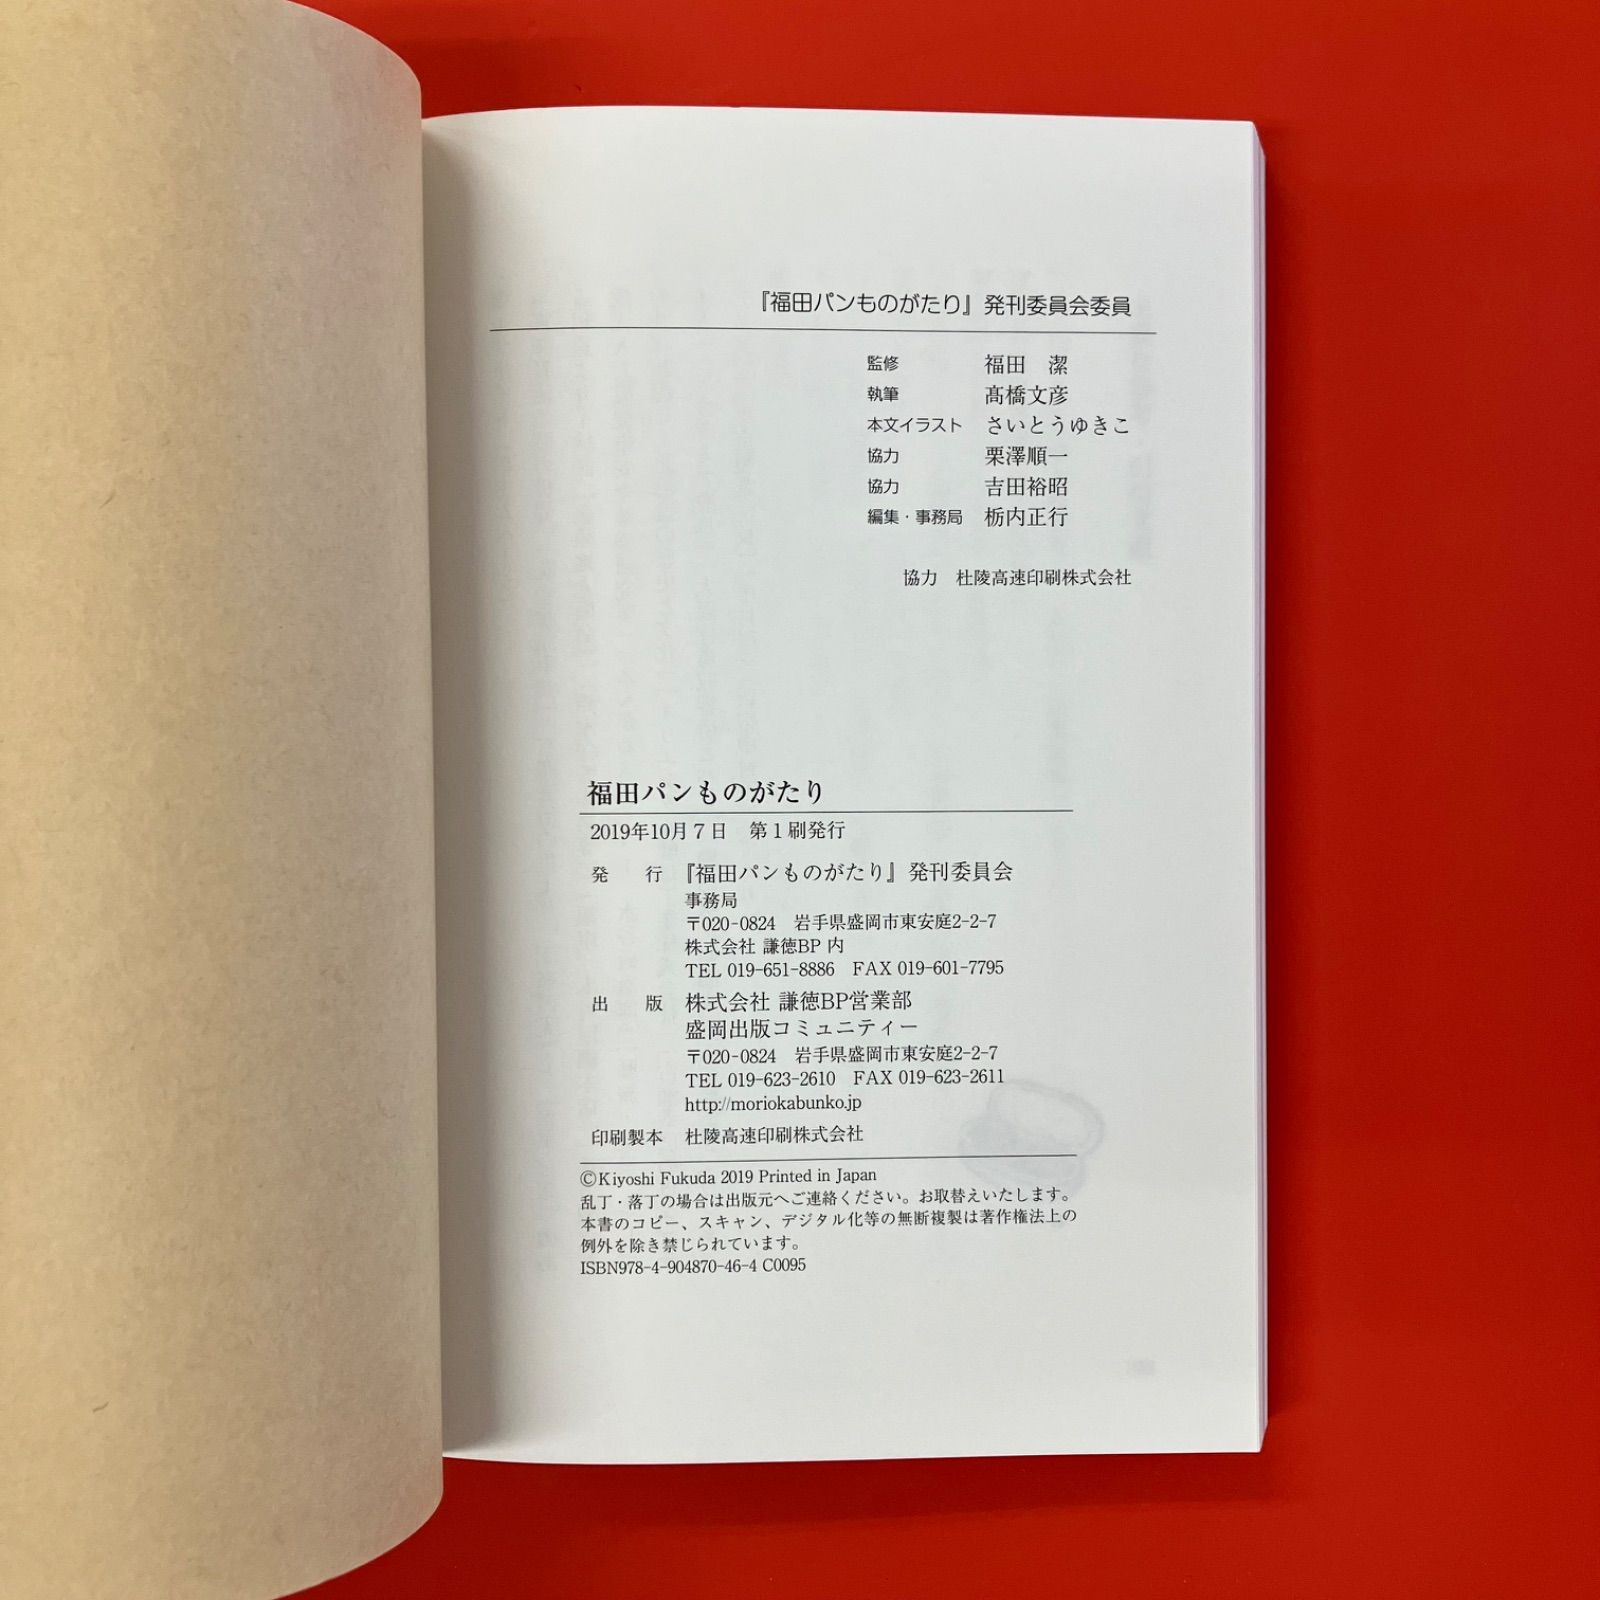 『福田パンものがたり』発刊委員会委員
監修　福田　潔
執筆　髙橋文彦
本文イラスト　さいとうゆきこ
協力　栗澤順一
協力　吉田裕昭
編集・事務局　栃内正行
協力　杜陵高速印刷株式会社
福田パンものがたり
2019年10月7日　第1刷発行
発　行　『福田パンものがたり』発刊委員会
事務局
〒020-0824　岩手県盛岡市東安庭2-2-7
株式会社 謙徳BP 内
TEL 019-651-8886　FAX 019-601-7795
出　版　株式会社 謙徳BP営業部
盛岡出版コミュニティー
〒020-0824　岩手県盛岡市東安庭2-2-7
TEL 019-623-2610　FAX 019-623-2611
http://moriokabunko.jp
印刷製本　杜陵高速印刷株式会社
©Kiyoshi Fukuda 2019 Printed in Japan
乱丁・落丁の場合は出版元へご連絡ください。お取替えいたします。
本書のコピー、スキャン、デジタル化等の無断複製は著作権法上の
例外を除き禁じられています。
ISBN978-4-904870-46-4 C0095